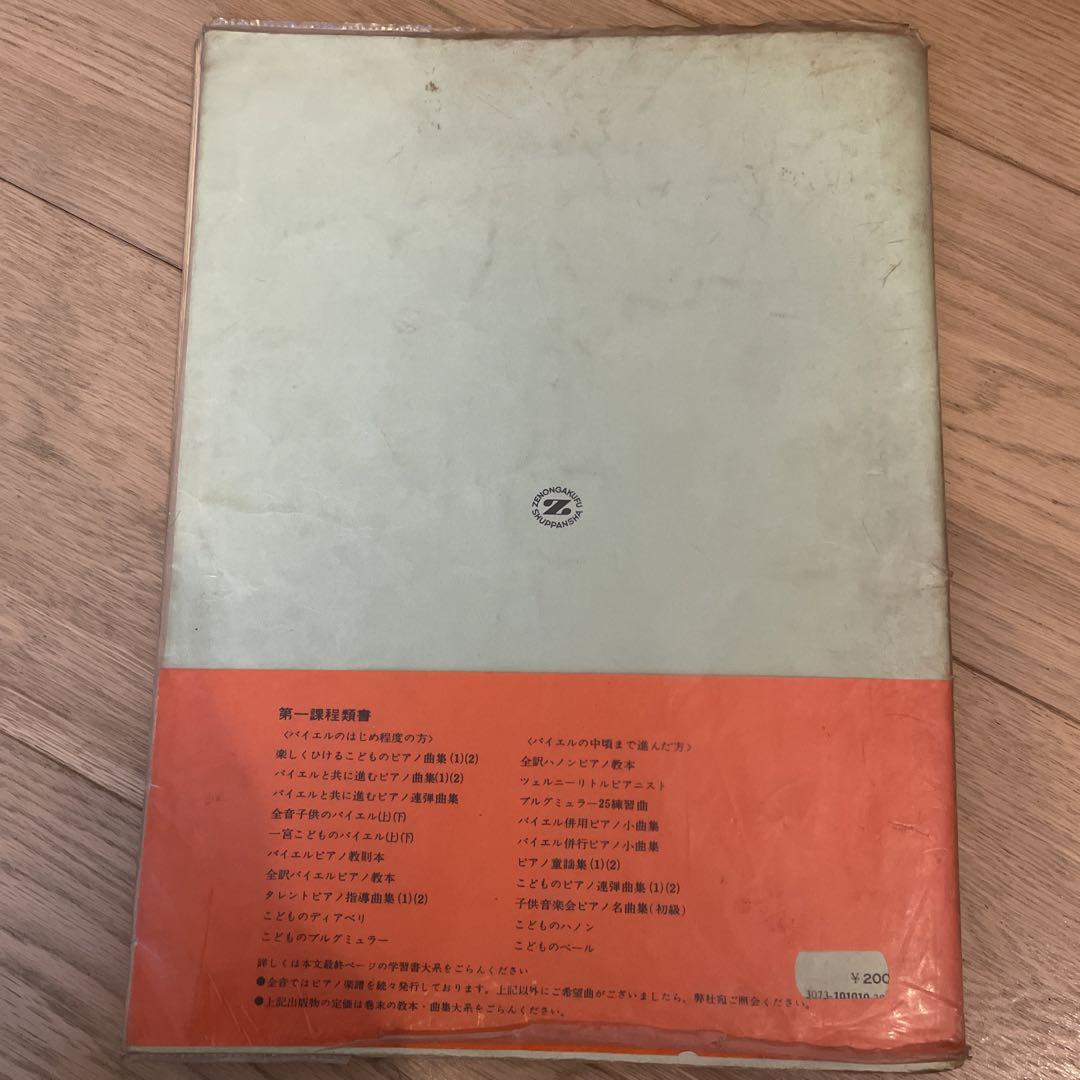 ZENONGAKUFU
Z
SHUPPANSHA
第一課程類書
〈バイエルのはじめ程度の方〉
楽しくひけるこどものピアノ曲集(1)(2)
バイエルと共に進むピアノ曲集(1)(2)
バイエルと共に進むピアノ連弾曲集
全音子供のバイエル(上)(下)
一宮こどものバイエル(上)(下)
バイエルピアノ教則本
全訳バイエルピアノ教本
タレントピアノ指導曲集(1)(2)
こどものディアベリ
こどものブルグミュラー
〈バイエルの中頃まで進んだ方〉
全訳ハノンピアノ教本
ツェルニーリトルピアニスト
ブルグミュラー25練習曲
バイエル併用ピアノ小曲集
バイエル併行ピアノ小曲集
ピアノ童謡集(1)(2)
こどものピアノ連弾曲集(1)(2)
子供音楽会ピアノ名曲集(初級)
こどものハノン
こどものベール
詳しくは本文最終ページの学習書大系をごらんください
●全音ではピアノ楽譜を続々発行しております。上記以外にご希望曲がございましたら、弊社宛ご照会ください。
●上記出版物の定価は巻末の教本・曲集大系をごらんください。
¥200
3073-101010